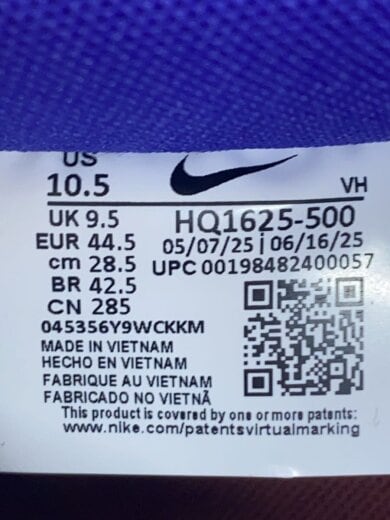 US
10.5
VH
UK 9.5
HQ1625-500
EUR 44.5
05/07/25 | 06/16/25
cm 28.5
UPC 00198482400057
BR 42.5
CN 285
045356Y9WCKKM
MADE IN VIETNAM
HECHO EN VIETNAM
FABRIQUE AU VIETNAM
FABRICADO NO VIETNÃ
This product is covered by one or more patents:
www.nike.com/patentsvirtualmarking